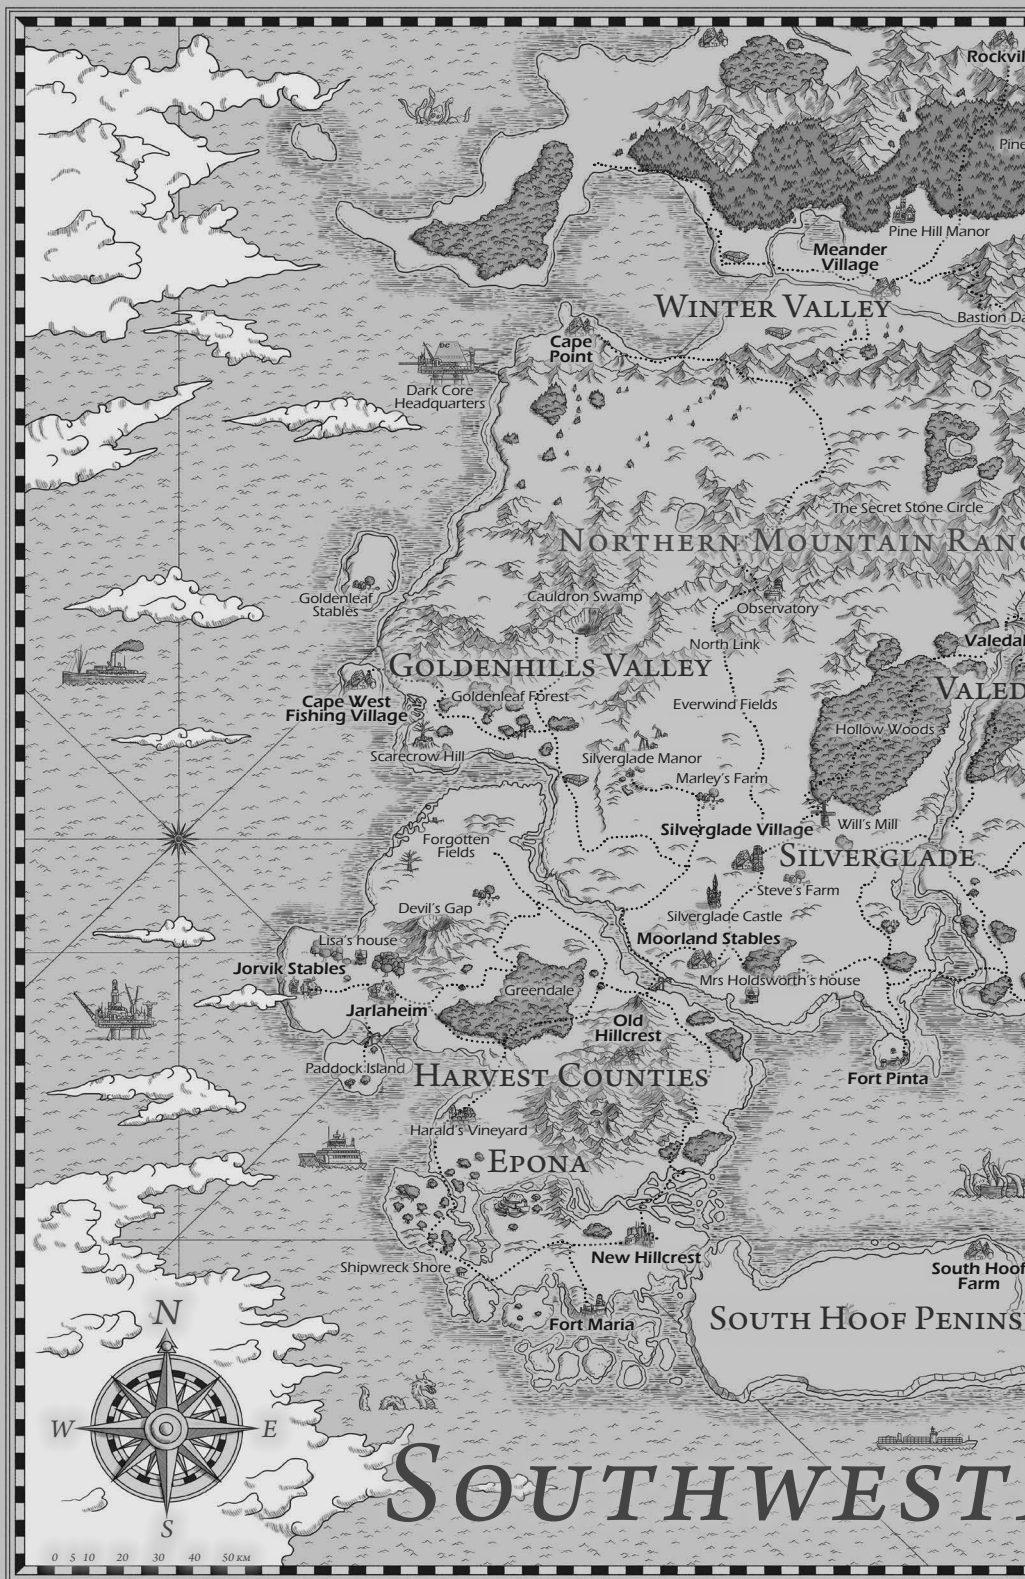 Rockvil
Pine
Pine Hill Manor
Meander
Village
WINTER VALLEY
Bastion Da
Cape
Point
DC
Dark Core
Headquarters
The Secret Stone Circle
NORTHERN MOUNTAIN RANG
Goldenleaf
Stables
Cauldron Swamp
Observatory
North Link
Valedal
GOLDENHILLS VALLEY
VALED
Cape West
Fishing Village
Goldenleaf Forest
Everwind Fields
Hollow Woods
Scarecrow Hill
Silverglade Manor
Marley's Farm
Silverglade Village
Will's Mill
Forgotten
Fields
SILVERGLADE
Steve's Farm
Devil's Gap
Silverglade Castle
Lisa's house
Moorland Stables
Jorvik Stables
Mrs Holdsworth's house
Greendale
Jarlaheim
Old
Hillcrest
Paddock Island
HARVEST COUNTIES
Fort Pinta
Harald's Vineyard
EPONA
New Hillcrest
Shipwreck Shore
South Hoof
Farm
Fort Maria
SOUTH HOOF PENINS
N
W
E
S
SOUTHWEST
0 5 10 20 30 40 50 KM